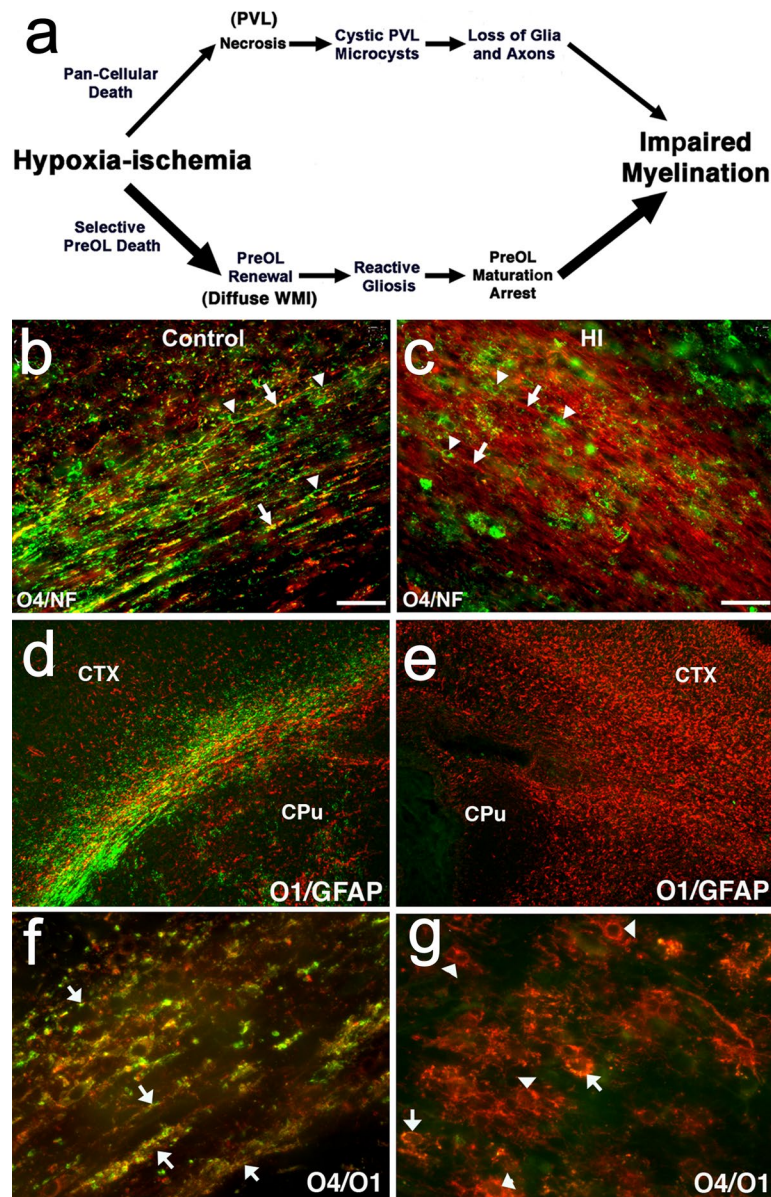 a
(PVL)
Necrosis
Cystic PVL
Microcysts
Loss of Glia
and Axons
Pan-Cellular
Death
Hypoxia-ischemia
Impaired
Myelination
Selective
PreOL Death
PreOL
Renewal
(Diffuse WMI)
Reactive
Gliosis
PreOL
Maturation
Arrest
b
Control
O4/NF
c
HI
O4/NF
d
CTX
CPu
O1/GFAP
e
CTX
CPu
O1/GFAP
f
O4/O1
g
O4/O1